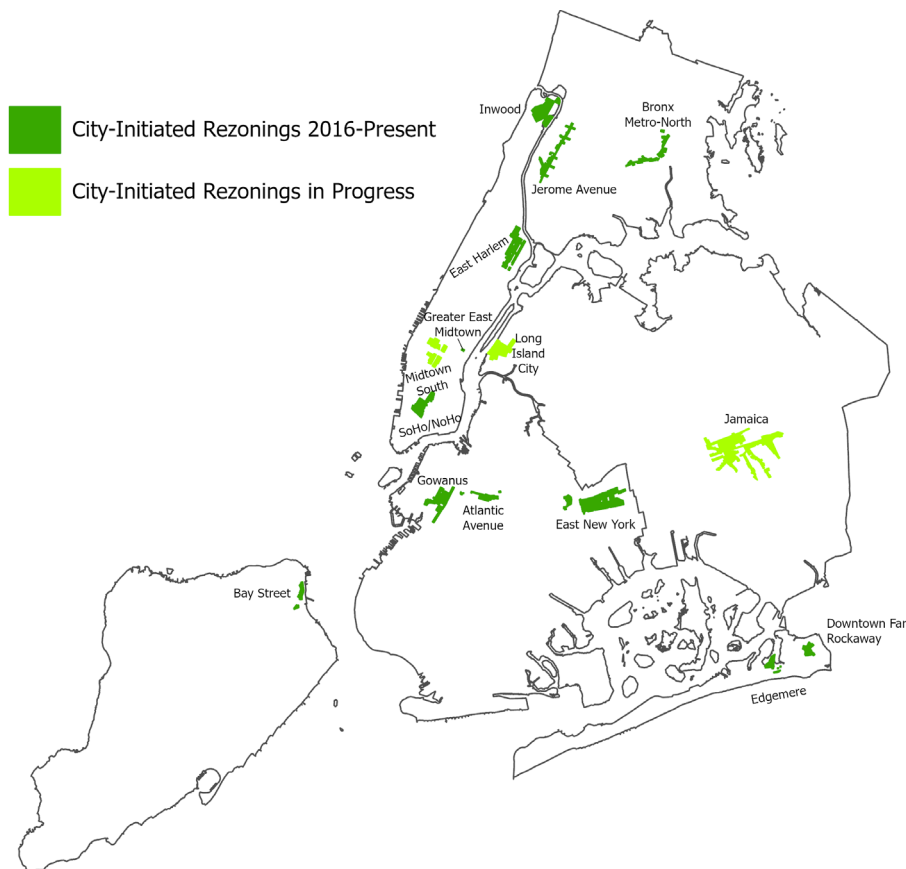 City-Initiated Rezonings 2016-Present
City-Initiated Rezonings in Progress
Inwood
Bronx
Metro-North
Jerome Avenue
East Harlem
Greater East
Midtown
Long
Island
City
Midtown
South
SoHo/NoHo
Jamaica
Gowanus
Atlantic
Avenue
East New York
Bay Street
Downtown Far
Rockaway
Edgemere